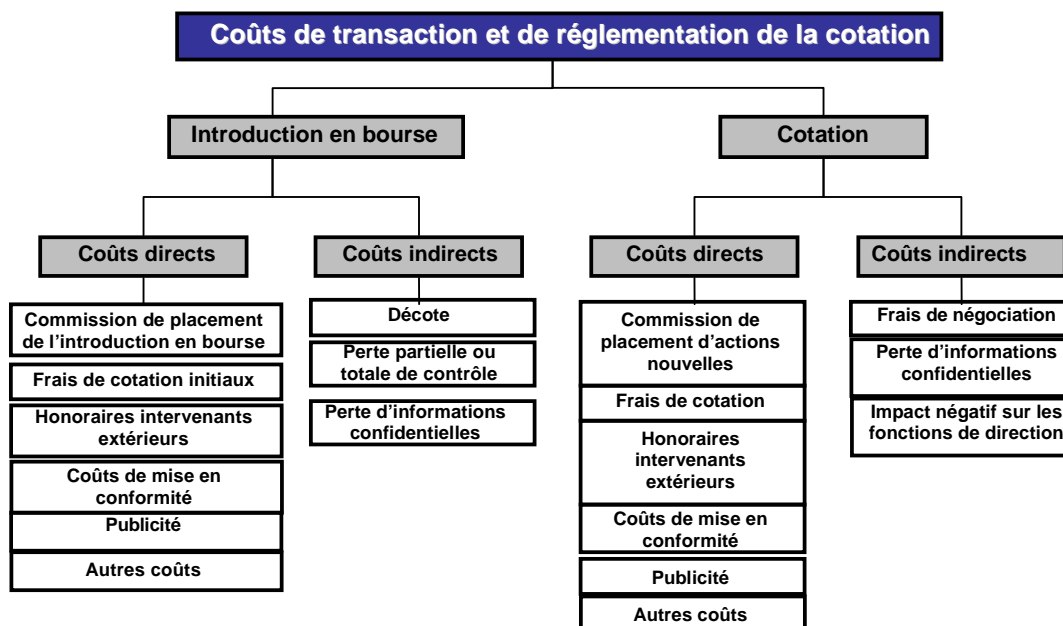 Coûts de transaction et de réglementation de la cotation
Introduction en bourse
Cotation
Coûts directs
Coûts indirects
Coûts directs
Coûts indirects
Commission de placement
de l’introduction en bourse
Frais de cotation initiaux
Honoraires intervenants
extérieurs
Coûts de mise en
conformité
Publicité
Autres coûts
Décote
Perte partielle ou
totale de contrôle
Perte d’informations
confidentielles
Commission de
placement d’actions
nouvelles
Frais de cotation
Honoraires
intervenants
extérieurs
Coûts de mise en
conformité
Publicité
Autres coûts
Frais de négociation
Perte d’informations
confidentielles
Impact négatif sur les
fonctions de direction